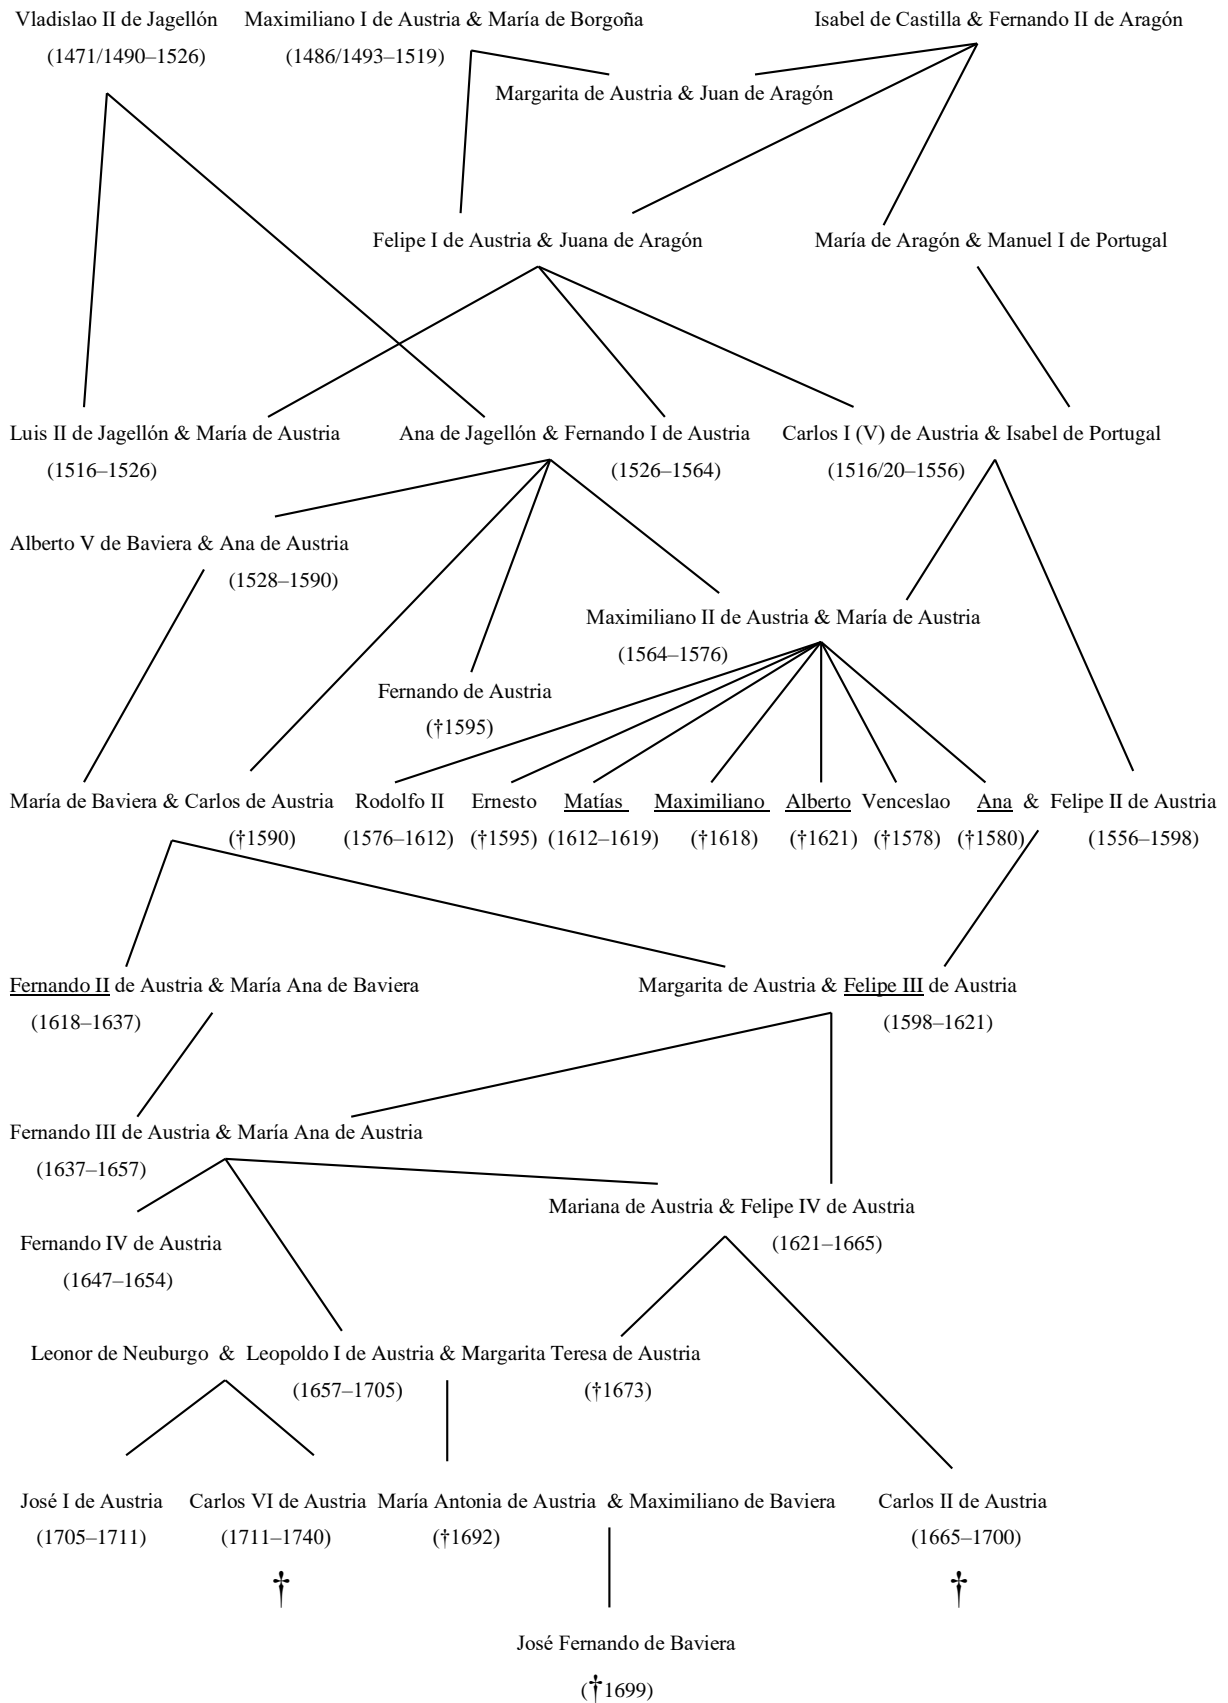 Vladislao II de Jagellón Maximiliano I de Austria & María de Borgoña Isabel de Castilla & Fernando II de Aragón
(1471/1490–1526) (1486/1493–1519)
Margarita de Austria & Juan de Aragón
Felipe I de Austria & Juana de Aragón María de Aragón & Manuel I de Portugal
Luis II de Jagellón & María de Austria Ana de Jagellón & Fernando I de Austria Carlos I (V) de Austria & Isabel de Portugal
(1516–1526) (1526–1564) (1516/20–1556)
Alberto V de Baviera & Ana de Austria
(1528–1590)
Maximiliano II de Austria & María de Austria
(1564–1576)
Fernando de Austria
(†1595)
María de Baviera & Carlos de Austria Rodolfo II Ernesto Matías Maximiliano Alberto Venceslao Ana & Felipe II de Austria
(†1590) (1576–1612) (†1595) (1612–1619) (†1618) (†1621) (†1578) (†1580) (1556–1598)
Fernando II de Austria & María Ana de Baviera Margarita de Austria & Felipe III de Austria
(1618–1637) (1598–1621)
Fernando III de Austria & María Ana de Austria
(1637–1657)
Mariana de Austria & Felipe IV de Austria
Fernando IV de Austria (1621–1665)
(1647–1654)
Leonor de Neuburgo & Leopoldo I de Austria & Margarita Teresa de Austria
(1657–1705) (†1673)
José I de Austria Carlos VI de Austria María Antonia de Austria & Maximiliano de Baviera Carlos II de Austria
(1705–1711) (1711–1740) (†1692) (1665–1700)
† †
José Fernando de Baviera
(†1699)